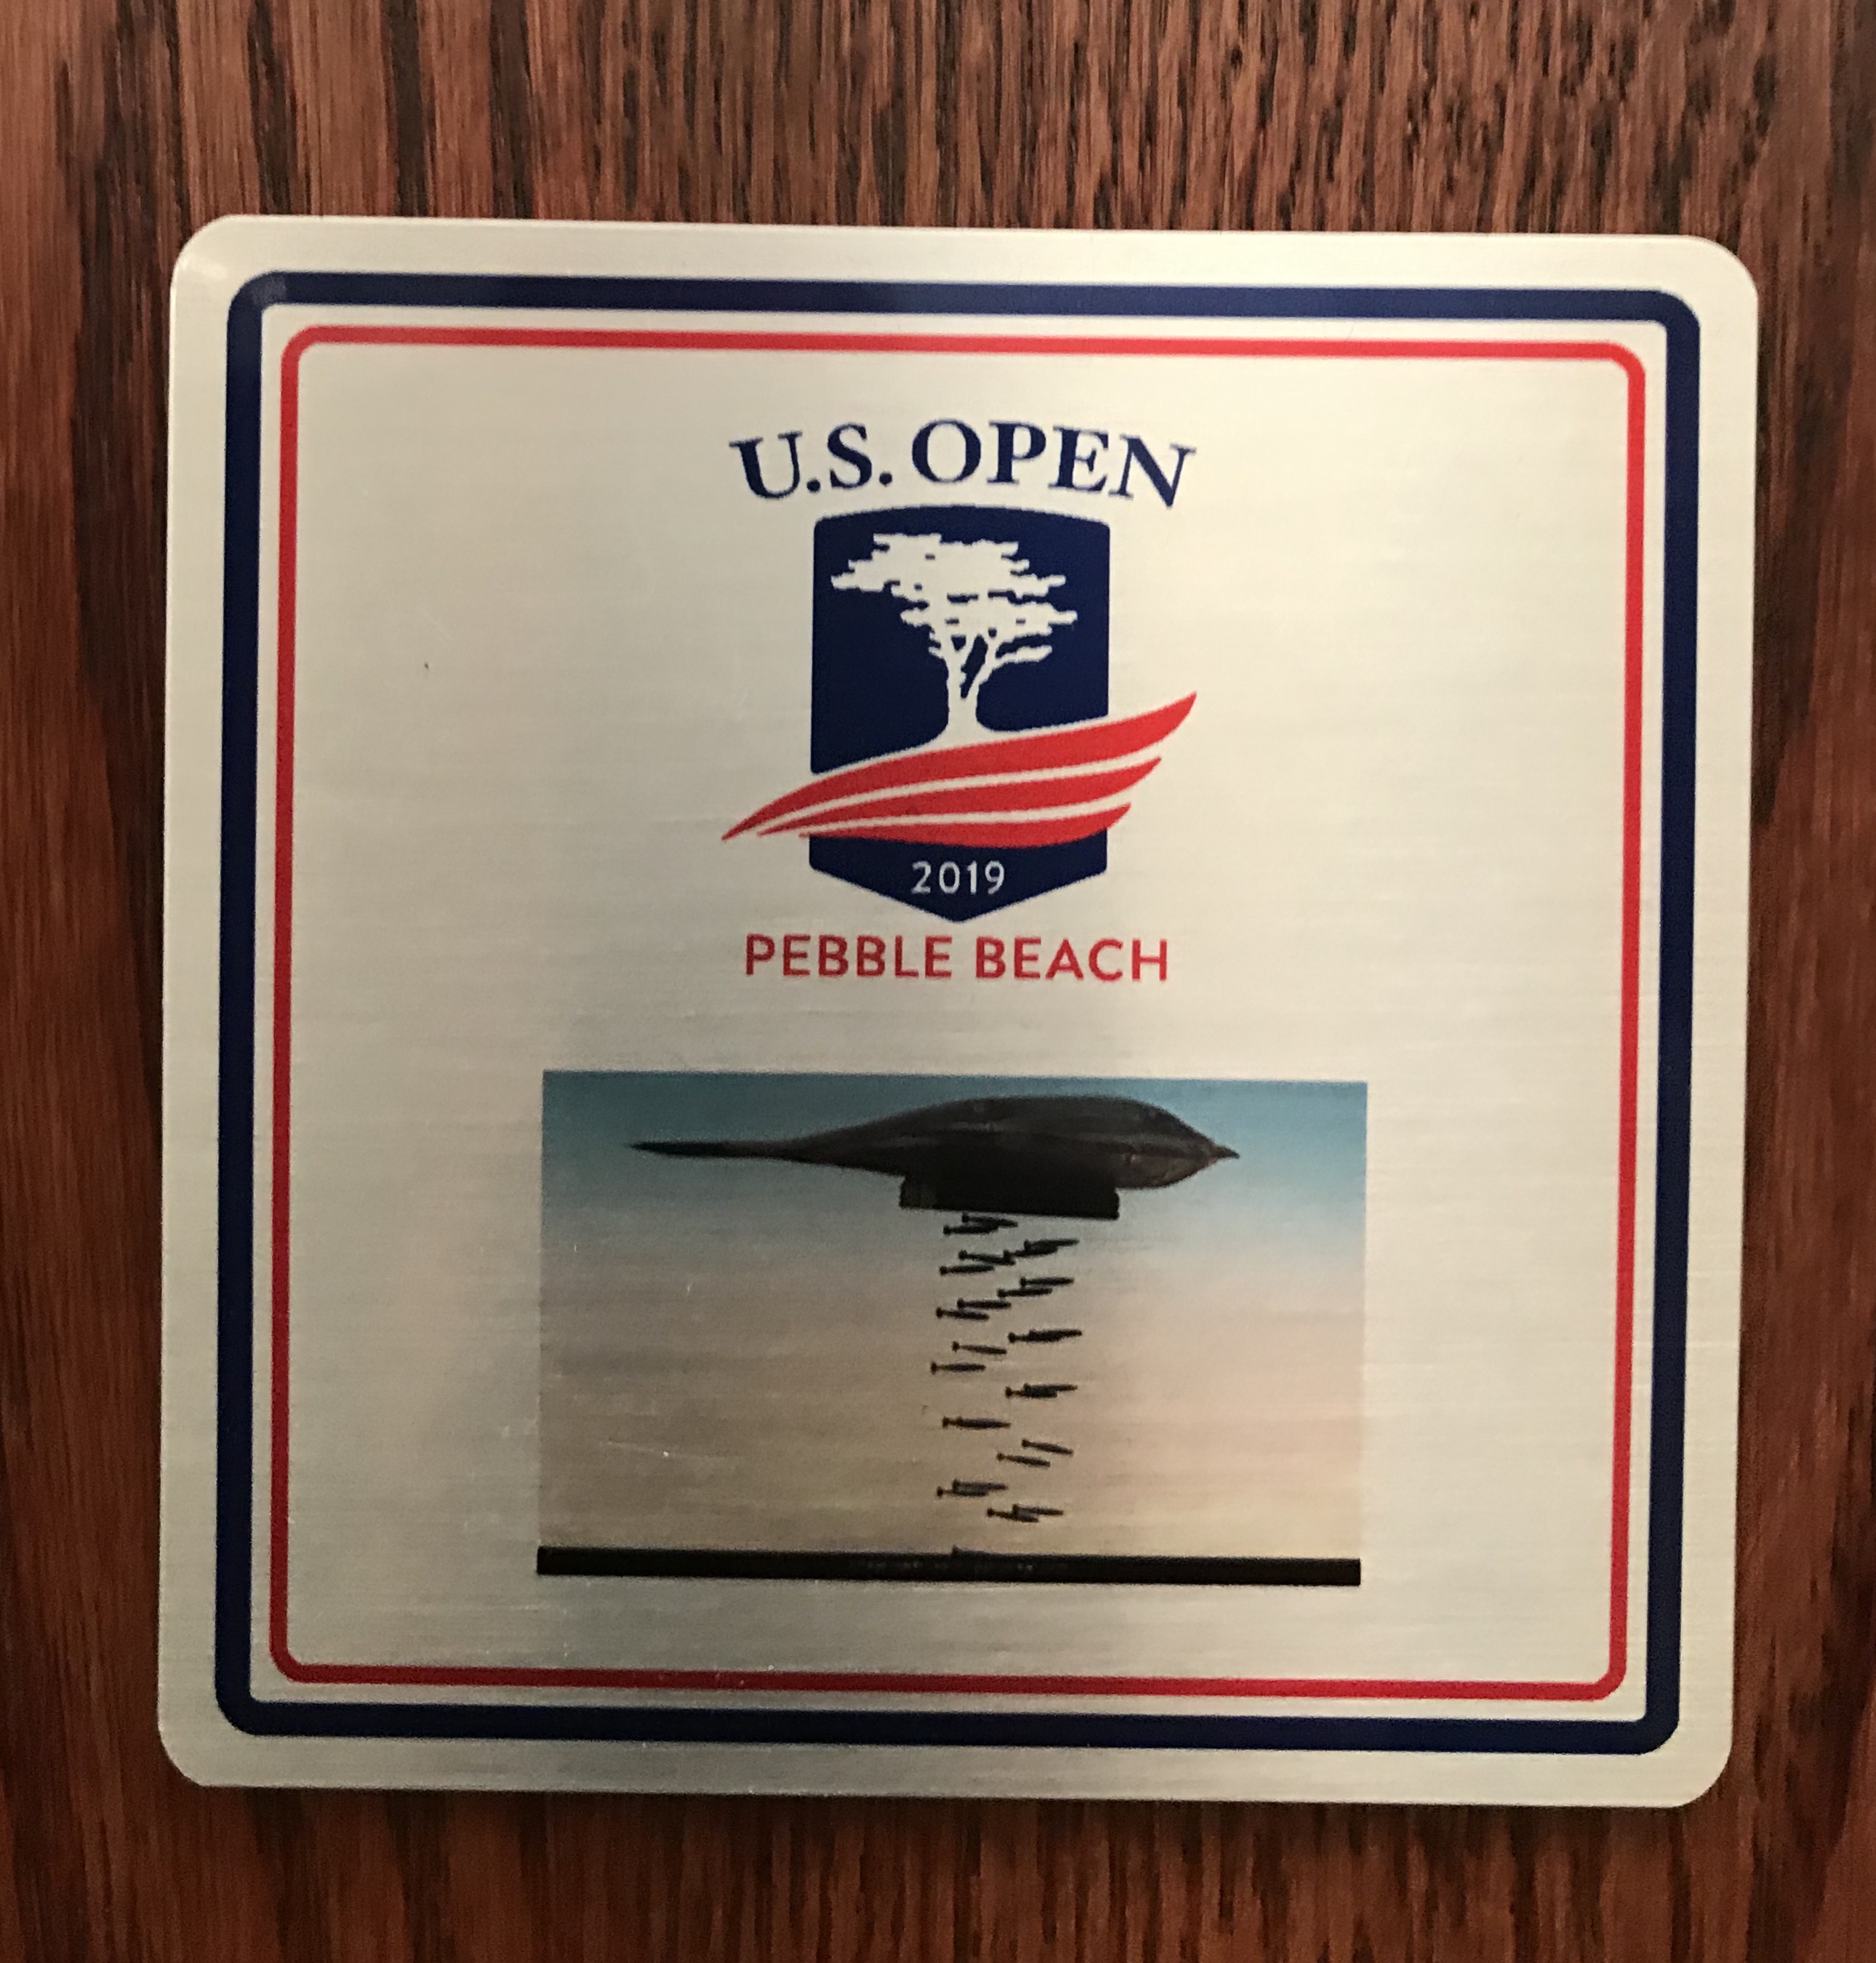 U.S. OPEN
2019
PEBBLE BEACH